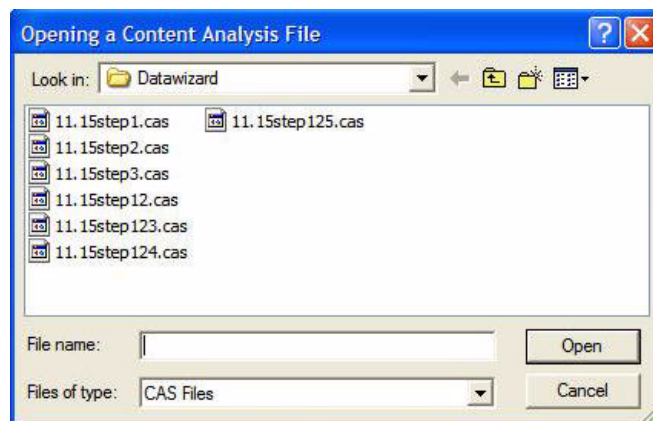 Opening a Content Analysis File
?
Look in: Datawizard
11.15step1.cas 11.15step125.cas
11.15step2.cas
11.15step3.cas
11.15step12.cas
11.15step123.cas
11.15step124.cas
File name: Open
Files of type: CAS Files Cancel